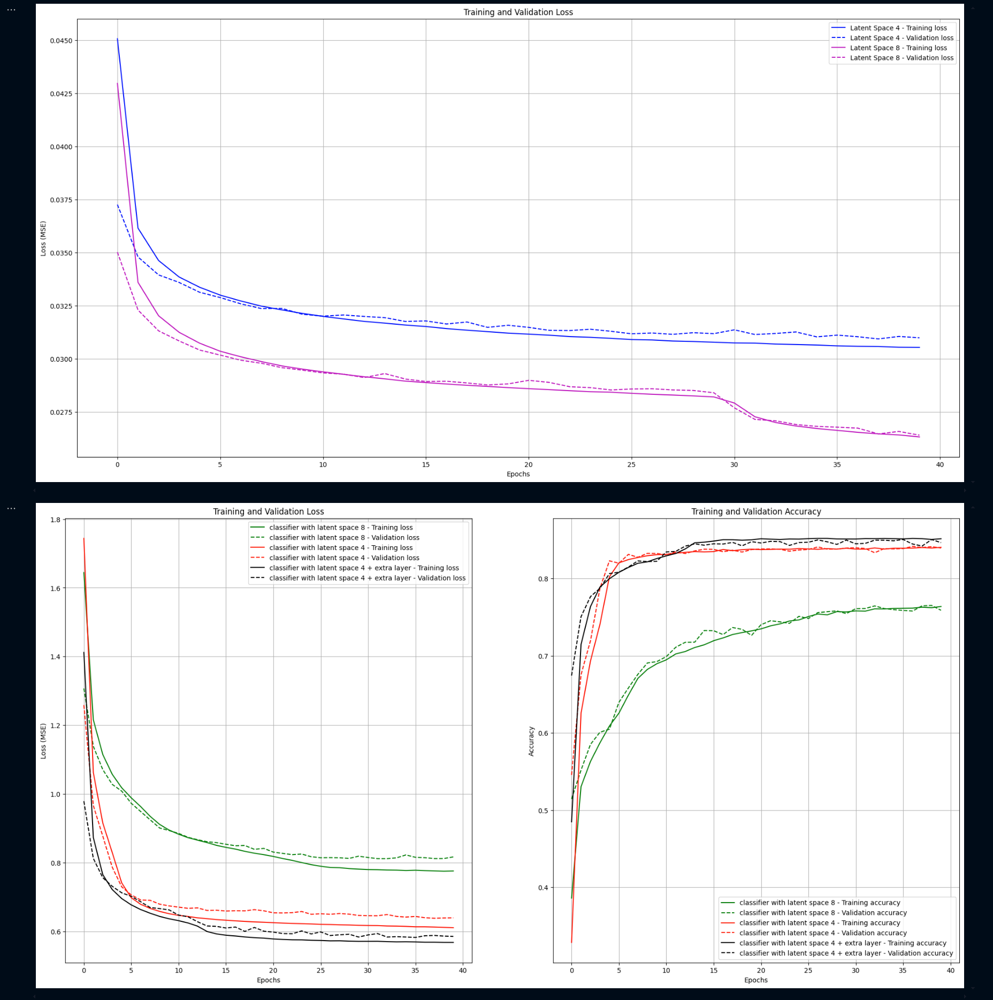 ...
Training and Validation Loss
Latent Space 4 - Training loss
Latent Space 4 - Validation loss
Latent Space 8 - Training loss
Latent Space 8 - Validation loss
0.0450
0.0425
0.0400
0.0375
0.0350
0.0325
0.0300
0.0275
Loss (MSE)
0 5 10 15 20 25 30 35 40
Epochs
...
Training and Validation Loss
classifier with latent space 8 - Training loss
classifier with latent space 8 - Validation loss
classifier with latent space 4 - Training loss
classifier with latent space 4 - Validation loss
classifier with latent space 4 + extra layer - Training loss
classifier with latent space 4 + extra layer - Validation loss
1.8
1.6
1.4
1.2
1.0
0.8
0.6
Loss (MSE)
0 5 10 15 20 25 30 35 40
Epochs
Training and Validation Accuracy
0.8
0.7
0.6
0.5
0.4
Accuracy
classifier with latent space 8 - Training accuracy
classifier with latent space 8 - Validation accuracy
classifier with latent space 4 - Training accuracy
classifier with latent space 4 - Validation accuracy
classifier with latent space 4 + extra layer - Training accuracy
classifier with latent space 4 + extra layer - Validation accuracy
0 5 10 15 20 25 30 35 40
Epochs